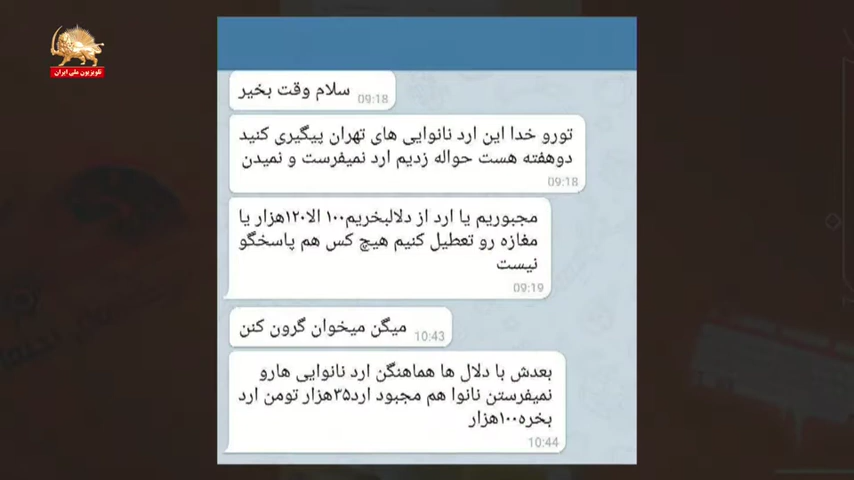 تلویزیون ملی ایران
سلام وقت بخیر
09:18
تورو خدا این ارد نانوایی های تهران پیگیری کنید
دوهفته هست حواله زدیم ارد نمیفرست و نمیدن
09:18
مجبوریم یا ارد از دلالبخریم۱۰۰ الا۱۲۰هزار یا
مغازه رو تعطیل کنیم هیچ کس هم پاسخگو
نیست
09:19
میگن میخوان گرون کنن
10:43
بعدش با دلال ها هماهنگن ارد نانوایی هارو
نمیفرستن نانوا هم مجبود ارد۳۵هزار تومن ارد
بخره۱۰۰هزار
10:44